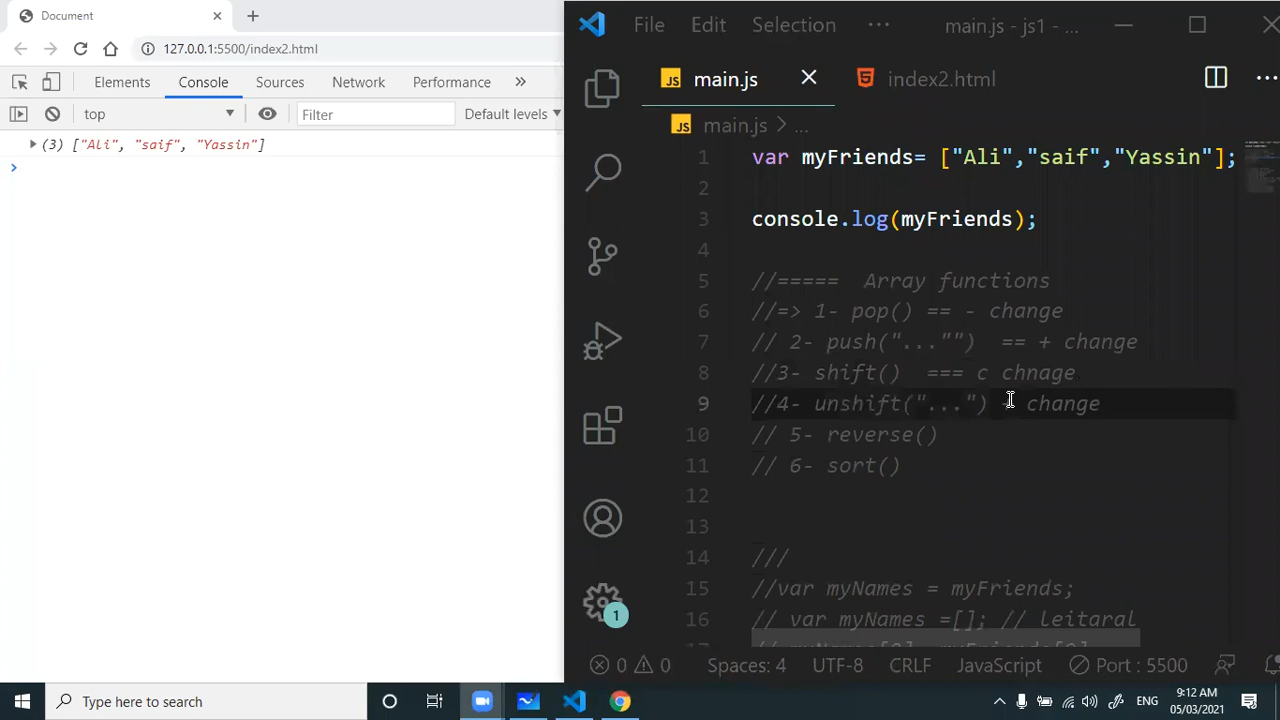 Document
127.0.0.1:5500/index2.html
Elements Console Sources Network Performance »
top Filter Default levels
(3) ["Ali", "saif", "Yassin"]
File Edit Selection ··· main.js - js1 - ...
JS main.js index2.html
JS main.js > ...
1 var myFriends= ["Ali","saif","Yassin"];
2
3 console.log(myFriends);
4
5 //===== Array functions
6 //=> 1- pop() == - change
7 // 2- push("..."") == + change
8 //3- shift() === c chnage
9 //4- unshift("...") change
10 // 5- reverse()
11 // 6- sort()
12
13
14 ///
15 //var myNames = myFriends;
16 // var myNames =[]; // leitaral
1
0 0 Spaces: 4 UTF-8 CRLF JavaScript Port : 5500
Type here to search
ENG
9:12 AM
05/03/2021